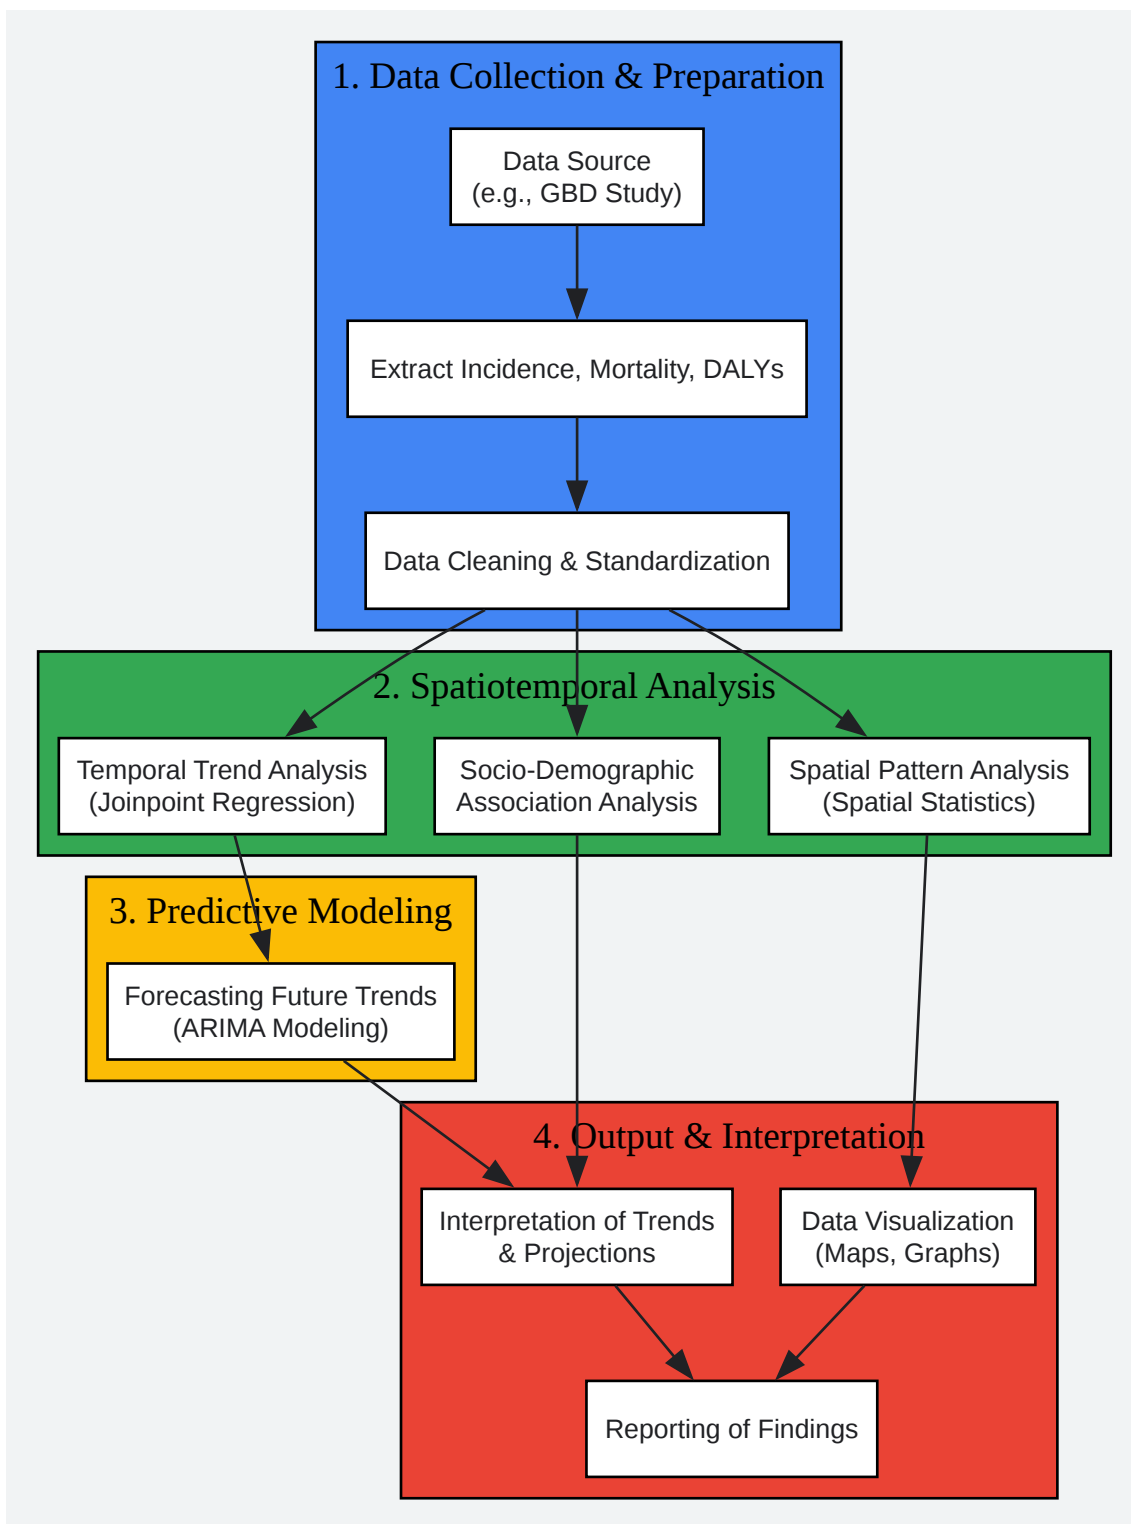 1. Data Collection & Preparation
Data Source
(e.g., GBD Study)
Extract Incidence, Mortality, DALYs
Data Cleaning & Standardization
2. Spatiotemporal Analysis
Temporal Trend Analysis
(Joinpoint Regression)
Socio-Demographic
Association Analysis
Spatial Pattern Analysis
(Spatial Statistics)
3. Predictive Modeling
Forecasting Future Trends
(ARIMA Modeling)
4. Output & Interpretation
Interpretation of Trends
& Projections
Data Visualization
(Maps, Graphs)
Reporting of Findings